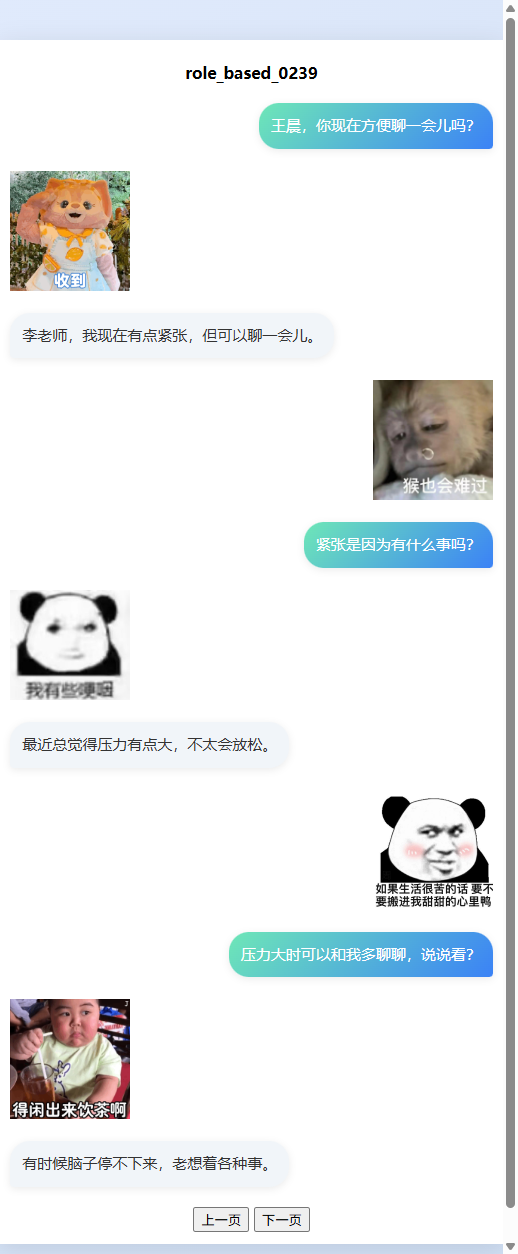 role_based_0239
王晨，你现在方便聊一会儿吗？
收到
李老师，我现在有点紧张，但可以聊一会儿。
猴也会难过
紧张是因为有什么事吗？
我有些哽咽
最近总觉得压力有点大，不太会放松。
如果生活很苦的话 要不
要搬进我甜甜的心里鸭
压力大时可以和我多聊聊，说说看？
得闲出来饮茶啊
有时候脑子停不下来，老想着各种事。
上一页 下一页